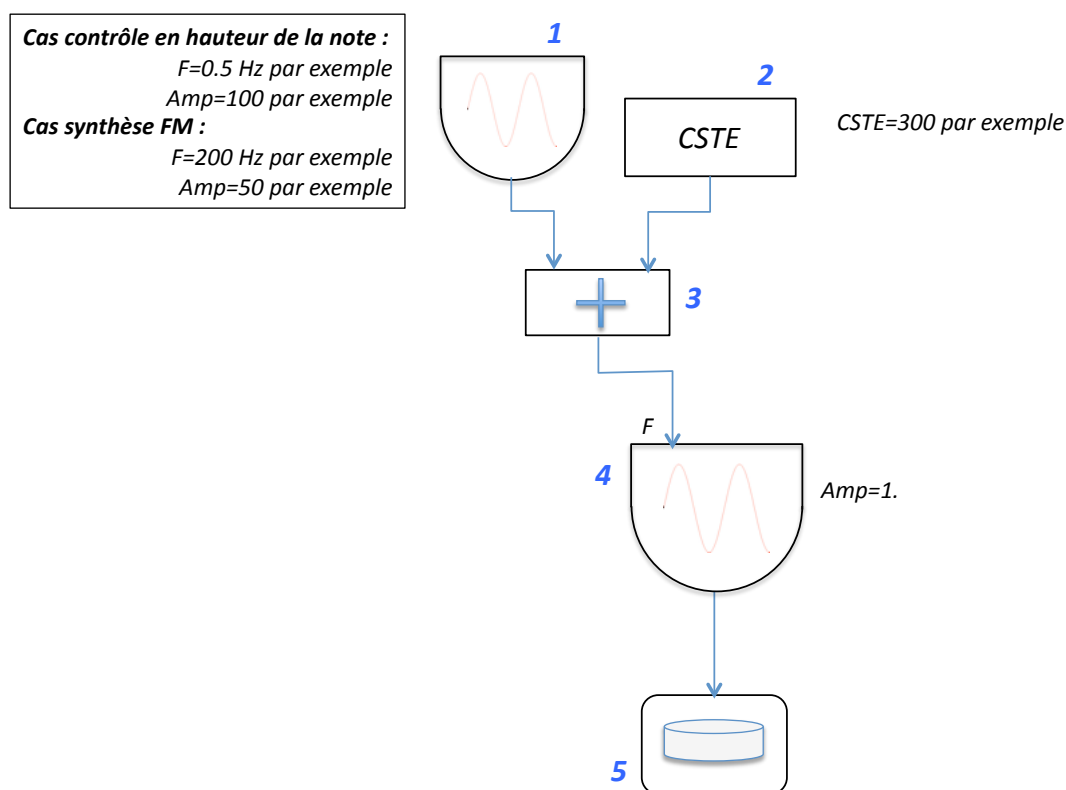 Cas contrôle en hauteur de la note :
F=0.5 Hz par exemple
Amp=100 par exemple
Cas synthèse FM :
F=200 Hz par exemple
Amp=50 par exemple
1
2
CSTE
CSTE=300 par exemple
3
F
4
Amp=1.
5